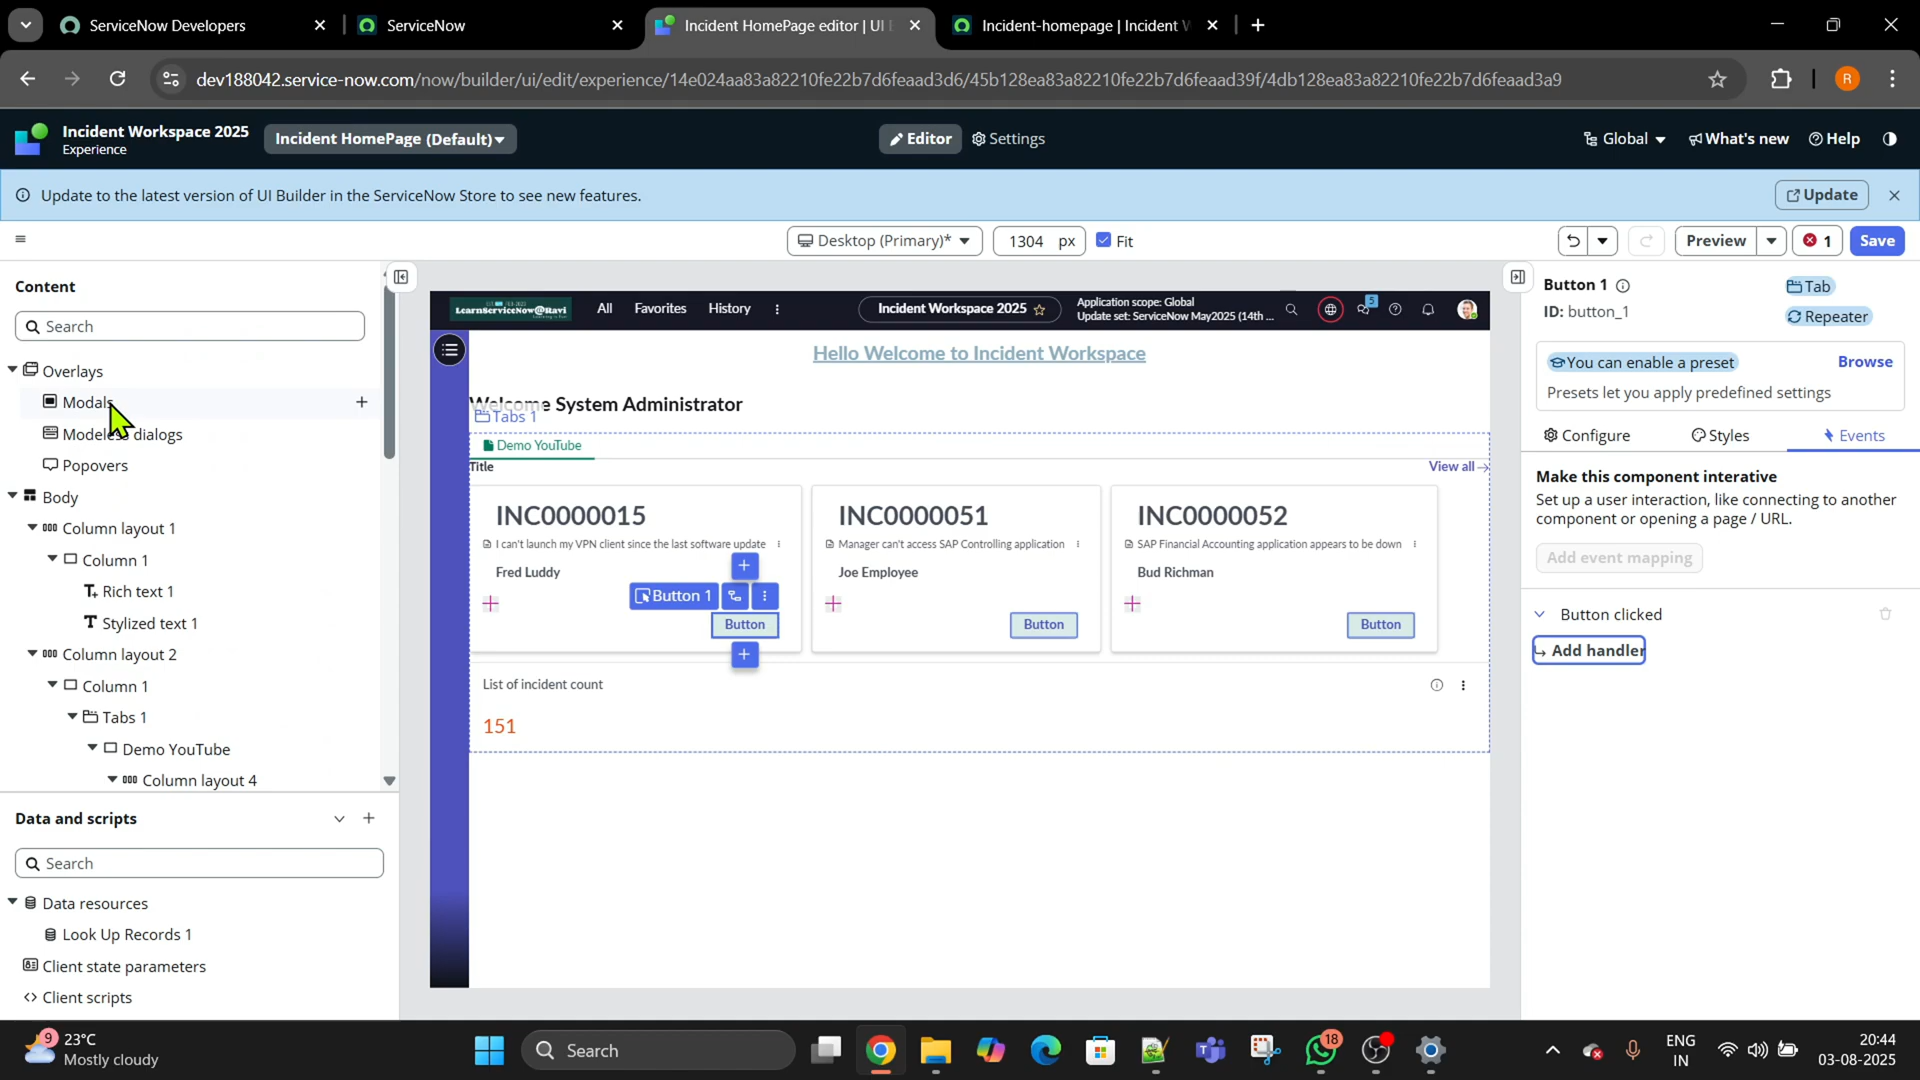 ServiceNow Developers
ServiceNow
Incident HomePage editor | UI
Incident-homepage | Incident
dev188042.service-now.com/now/builder/ui/edit/experience/14e024aa83a82210fe22b7d6feaad3d6/45b128ea83a82210fe22b7d6feaad39f/4db128ea83a82210fe22b7d6feaad3a9
R
Incident Workspace 2025
Experience
Incident HomePage (Default)
Editor
Settings
Global
What's new
Help
Update to the latest version of UI Builder in the ServiceNow Store to see new features.
Update
Desktop (Primary)*
1304 px
Fit
Preview
1
Save
Content
Search
Overlays
Modals
Modeless dialogs
Popovers
Body
Column layout 1
Column 1
Rich text 1
Stylized text 1
Column layout 2
Column 1
Tabs 1
Demo YouTube
Column layout 4
Data and scripts
Search
Data resources
Look Up Records 1
Client state parameters
Client scripts
LearnServiceNow@Ravi
All
Favorites
History
Incident Workspace 2025
Application scope: Global
Update set: ServiceNow May2025 (14th ...
5
Hello Welcome to Incident Workspace
Welcome System Administrator
Tabs 1
Demo YouTube
Title
View all
INC0000015
I can't launch my VPN client since the last software update
Fred Luddy
Button 1
Button
INC0000051
Manager can't access SAP Controlling application
Joe Employee
Button
INC0000052
SAP Financial Accounting application appears to be down
Bud Richman
Button
List of incident count
151
Button 1
ID: button_1
Tab
Repeater
You can enable a preset
Browse
Presets let you apply predefined settings
Configure
Styles
Events
Make this component interative
Set up a user interaction, like connecting to another
component or opening a page / URL.
Add event mapping
Button clicked
Add handler
9
23°C
Mostly cloudy
Search
18
ENG
IN
20:44
03-08-2025